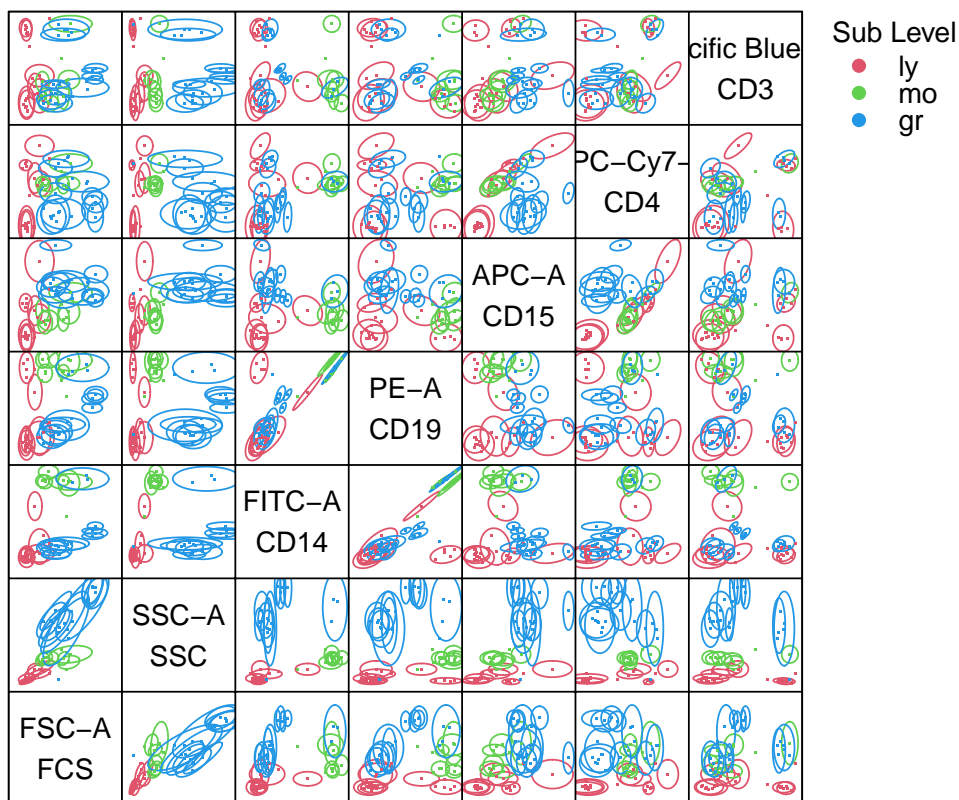 Sub Level
ly
mo
gr
cific Blue
CD3
PC−Cy7−
CD4
APC−A
CD15
PE−A
CD19
FITC−A
CD14
SSC−A
SSC
FSC−A
FCS